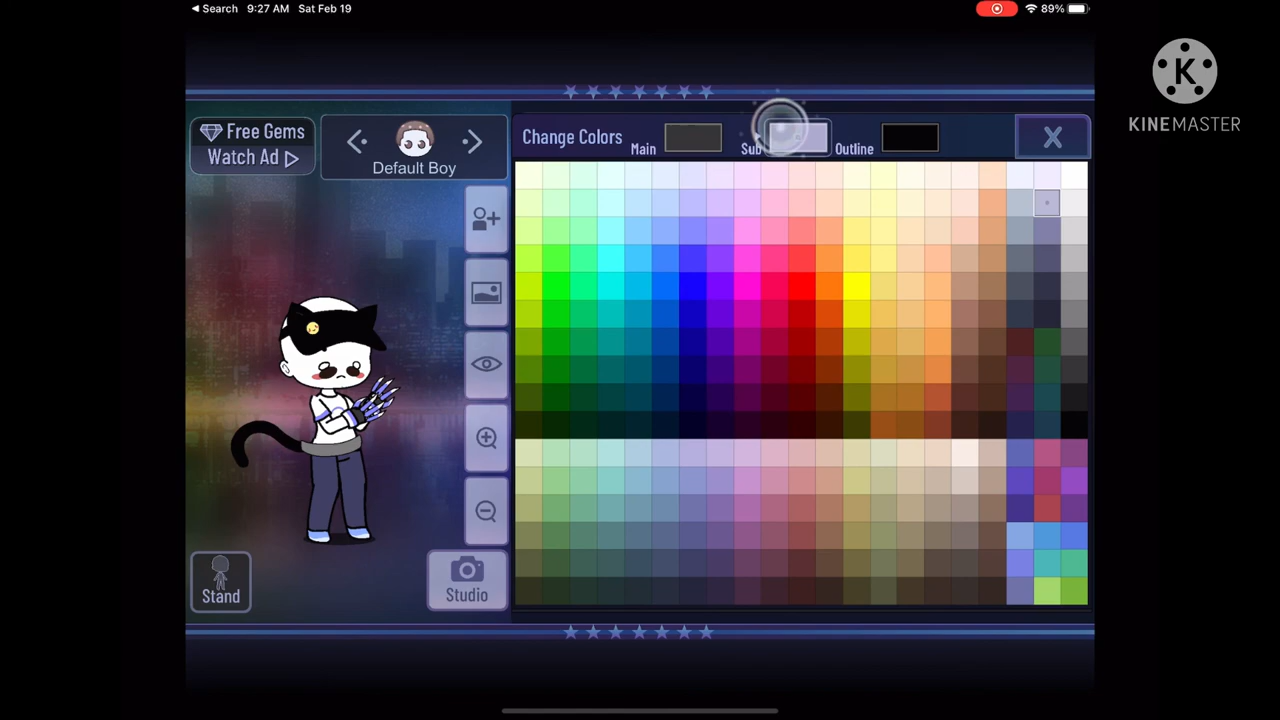 Search 9:27 AM Sat Feb 19 89%
K
KINEMASTER
Free Gems
Watch Ad
Default Boy
Change Colors Main Sub Outline X
Stand
Studio